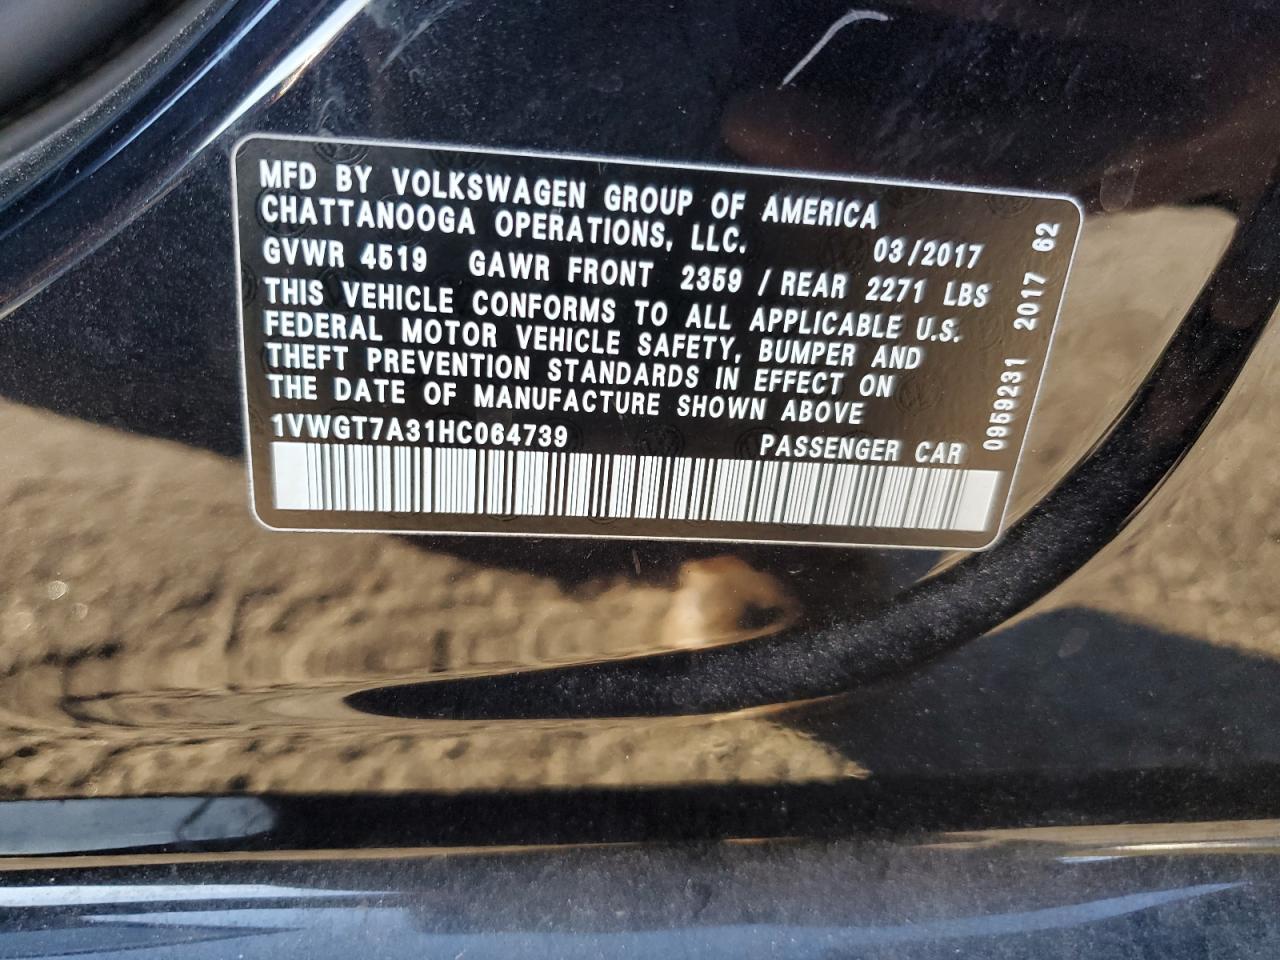 MFD BY VOLKSWAGEN GROUP OF AMERICA
CHATTANOOGA OPERATIONS, LLC.
03/2017
GVWR 4519 GAWR FRONT 2359 / REAR 2271 LBS
THIS VEHICLE CONFORMS TO ALL APPLICABLE U.S.
FEDERAL MOTOR VEHICLE SAFETY, BUMPER AND
THEFT PREVENTION STANDARDS IN EFFECT ON
THE DATE OF MANUFACTURE SHOWN ABOVE
1VWGT7A31HC064739 PASSENGER CAR
0959231 2017 62